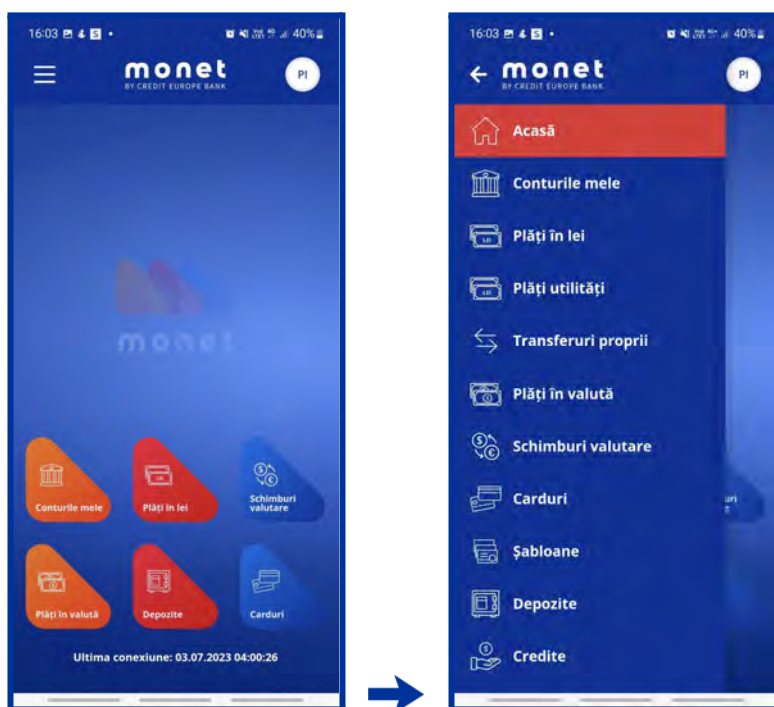 16:03
40%
monet
BY CREDIT EUROPE BANK
PI
monet
Conturile mele
Plăți în lei
Schimburi
valutare
Plăți în valută
Depozite
Carduri
Ultima conexiune: 03.07.2023 04:00:26
16:03
40%
monet
BY CREDIT EUROPE BANK
PI
Acasă
Conturile mele
Plăți în lei
Plăți utilități
Transferuri proprii
Plăți în valută
Schimburi valutare
Carduri
Șabloane
Depozite
Credite